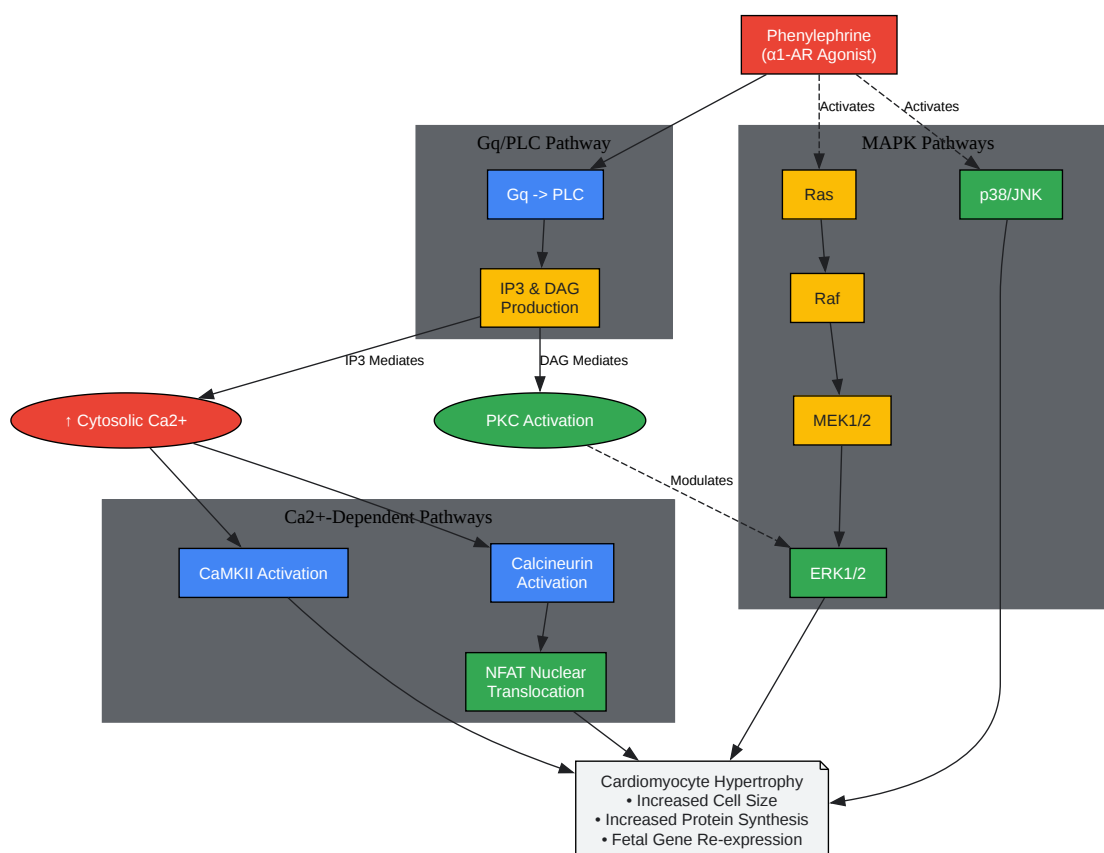 Phenylephrine
(α1-AR Agonist)
Activates
Activates
Gq/PLC Pathway
MAPK Pathways
Gq -> PLC
Ras
p38/JNK
IP3 & DAG
Production
Raf
IP3 Mediates
DAG Mediates
↑ Cytosolic Ca2+
PKC Activation
MEK1/2
Modulates
Ca2+-Dependent Pathways
CaMKII Activation
Calcineurin
Activation
ERK1/2
NFAT Nuclear
Translocation
Cardiomyocyte Hypertrophy
• Increased Cell Size
• Increased Protein Synthesis
• Fetal Gene Re-expression